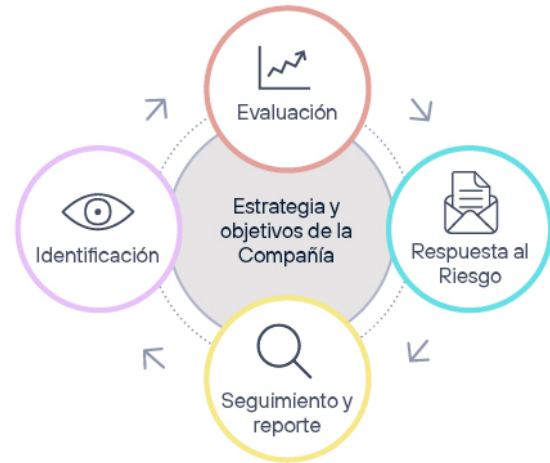 Evaluación
Identificación
Estrategia y
objetivos de la
Compañía
Respuesta al
Riesgo
Seguimiento y
reporte